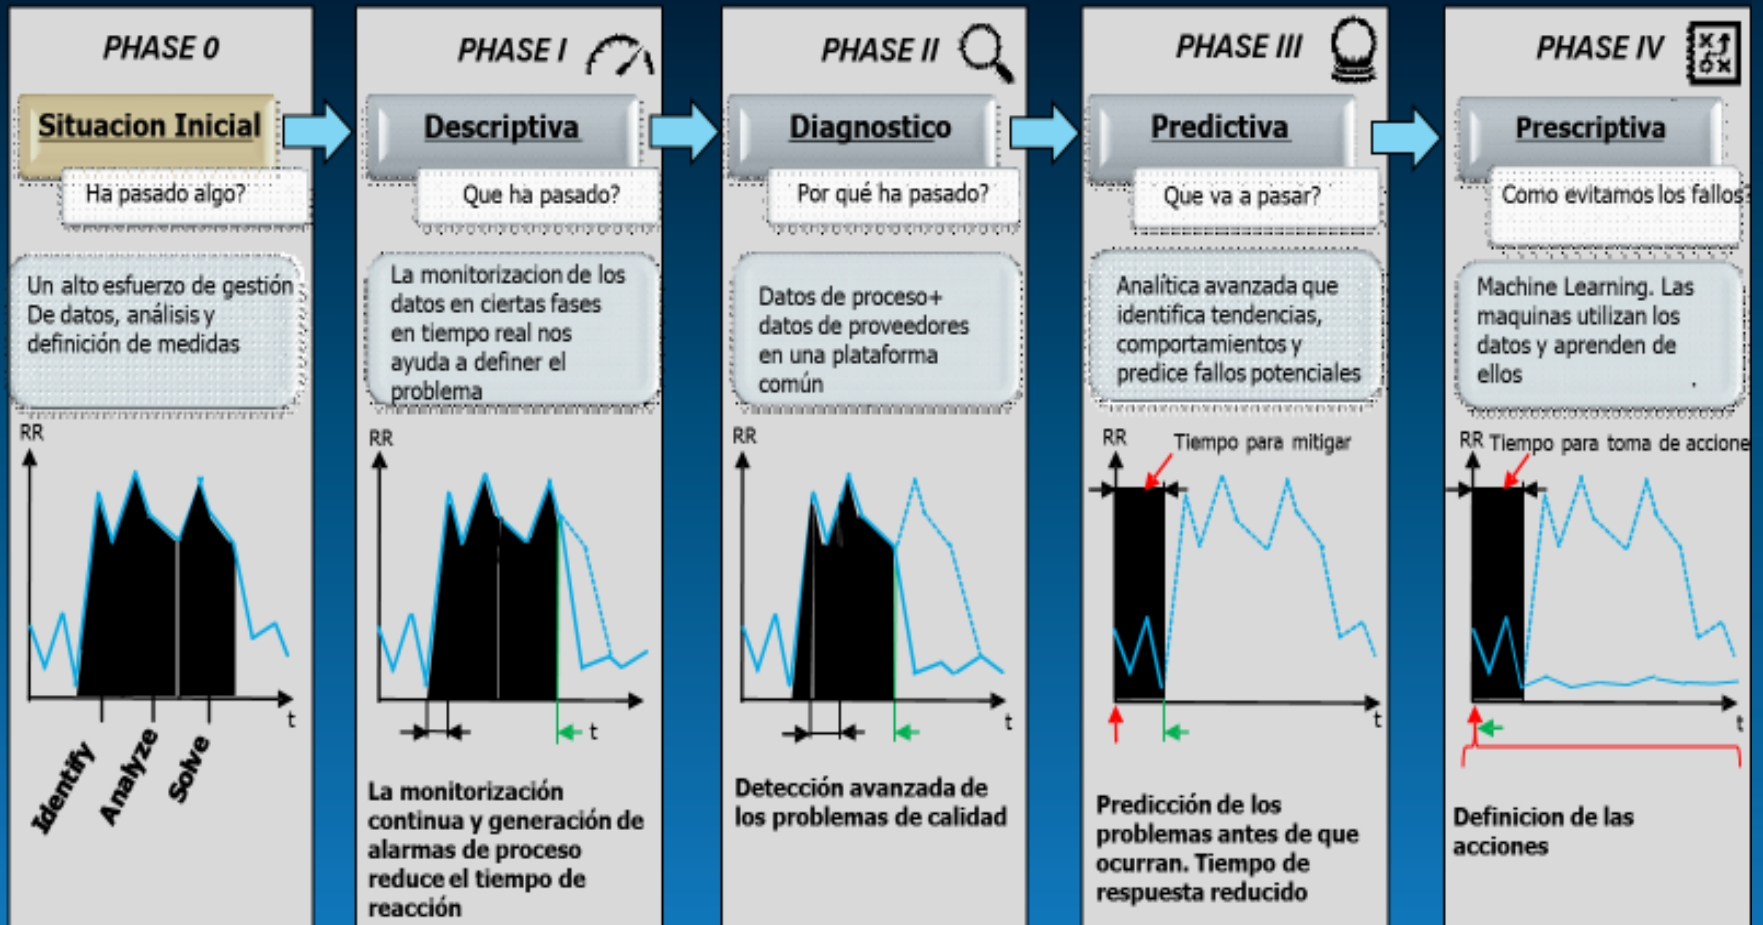 PHASE 0
Situacion Inicial
Ha pasado algo?
Un alto esfuerzo de gestión
De datos, análisis y
definición de medidas
RR
t
Identify
Analyze
Solve
PHASE I
Descriptiva
Que ha pasado?
La monitorizacion de los
datos en ciertas fases
en tiempo real nos
ayuda a definer el
problema
RR
t
La monitorización
continua y generación de
alarmas de proceso
reduce el tiempo de
reacción
PHASE II
Diagnostico
Por qué ha pasado?
Datos de proceso+
datos de proveedores
en una plataforma
común
RR
t
Detección avanzada de
los problemas de calidad
PHASE III
Predictiva
Que va a pasar?
Analítica avanzada que
identifica tendencias,
comportamientos y
predice fallos potenciales
RR
Tiempo para mitigar
t
Predicción de los
problemas antes de que
ocurran. Tiempo de
respuesta reducido
PHASE IV
Prescriptiva
Como evitamos los fallos?
Machine Learning. Las
maquinas utilizan los
datos y aprenden de
ellos
.
RR
Tiempo para toma de accione
t
Definicion de las
acciones